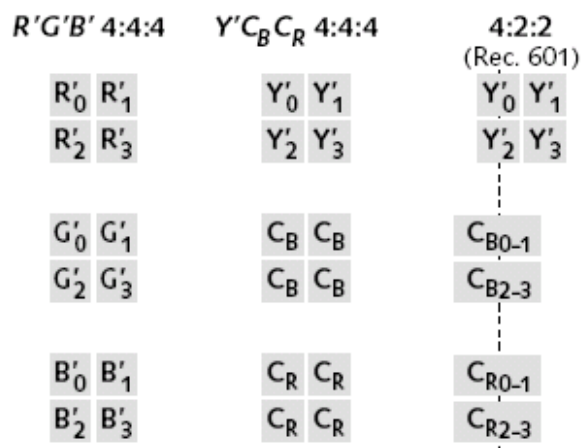 R'G'B' 4:4:4 Y'CBCR 4:4:4 4:2:2
(Rec. 601)
R'0 R'1 Y'0 Y'1 Y'0 Y'1
R'2 R'3 Y'2 Y'3 Y'2 Y'3
G'0 G'1 CB CB CB0–1
G'2 G'3 CB CB CB2–3
B'0 B'1 CR CR CR0–1
B'2 B'3 CR CR CR2–3